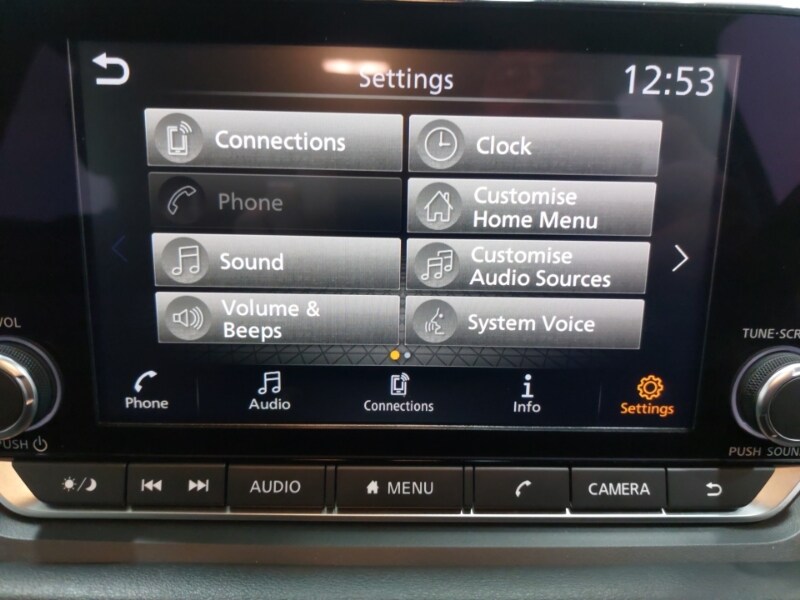 Settings
12:53
Connections
Clock
Phone
Customise
Home Menu
Sound
Customise
Audio Sources
Volume &
Beeps
System Voice
VOL
TUNE·SCR
Phone
Audio
Connections
i
Info
Settings
PUSH
PUSH SOUN
AUDIO
MENU
CAMERA